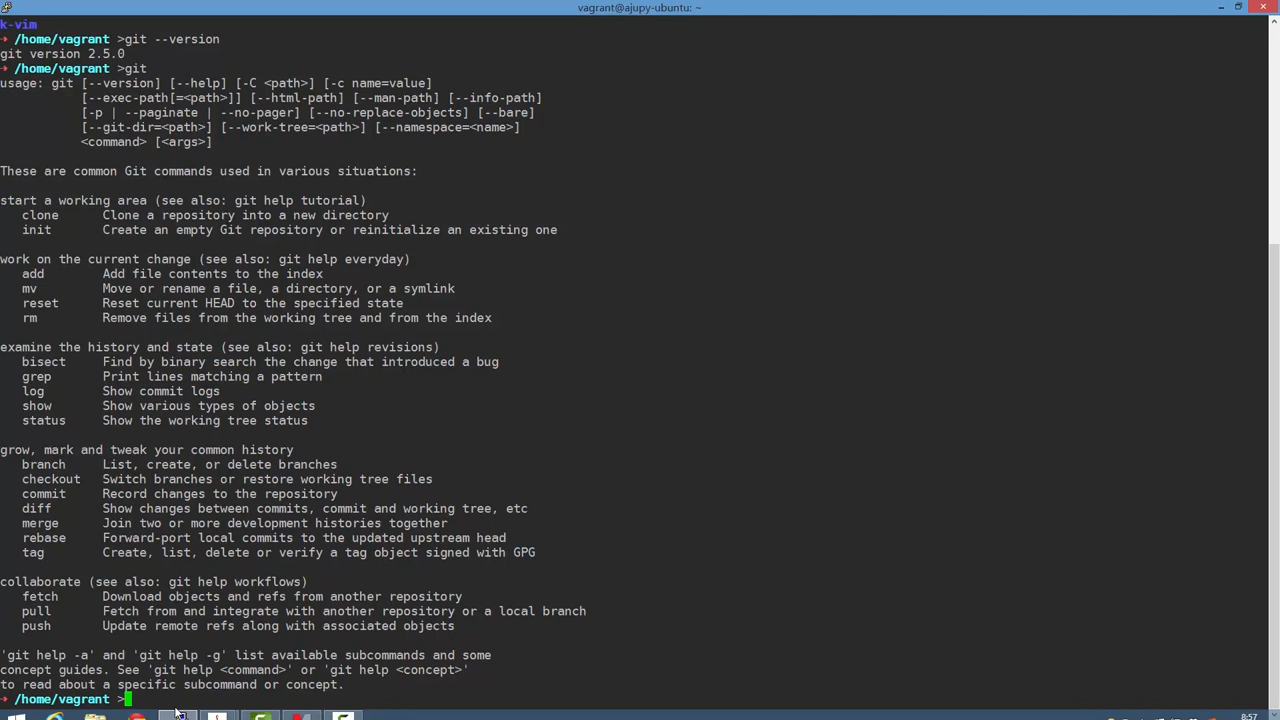 vagrant@ajupy-ubuntu: ~
k-vim
➜ /home/vagrant >git --version
git version 2.5.0
➜ /home/vagrant >git
usage: git [--version] [--help] [-C <path>] [-c name=value]
           [--exec-path[=<path>]] [--html-path] [--man-path] [--info-path]
           [-p | --paginate | --no-pager] [--no-replace-objects] [--bare]
           [--git-dir=<path>] [--work-tree=<path>] [--namespace=<name>]
           <command> [<args>]
These are common Git commands used in various situations:
start a working area (see also: git help tutorial)
   clone      Clone a repository into a new directory
   init       Create an empty Git repository or reinitialize an existing one
work on the current change (see also: git help everyday)
   add        Add file contents to the index
   mv         Move or rename a file, a directory, or a symlink
   reset      Reset current HEAD to the specified state
   rm         Remove files from the working tree and from the index
examine the history and state (see also: git help revisions)
   bisect     Find by binary search the change that introduced a bug
   grep       Print lines matching a pattern
   log        Show commit logs
   show       Show various types of objects
   status     Show the working tree status
grow, mark and tweak your common history
   branch     List, create, or delete branches
   checkout   Switch branches or restore working tree files
   commit     Record changes to the repository
   diff       Show changes between commits, commit and working tree, etc
   merge      Join two or more development histories together
   rebase     Forward-port local commits to the updated upstream head
   tag        Create, list, delete or verify a tag object signed with GPG
collaborate (see also: git help workflows)
   fetch      Download objects and refs from another repository
   pull       Fetch from and integrate with another repository or a local branch
   push       Update remote refs along with associated objects
'git help -a' and 'git help -g' list available subcommands and some
concept guides. See 'git help <command>' or 'git help <concept>'
to read about a specific subcommand or concept.
➜ /home/vagrant >
8:57